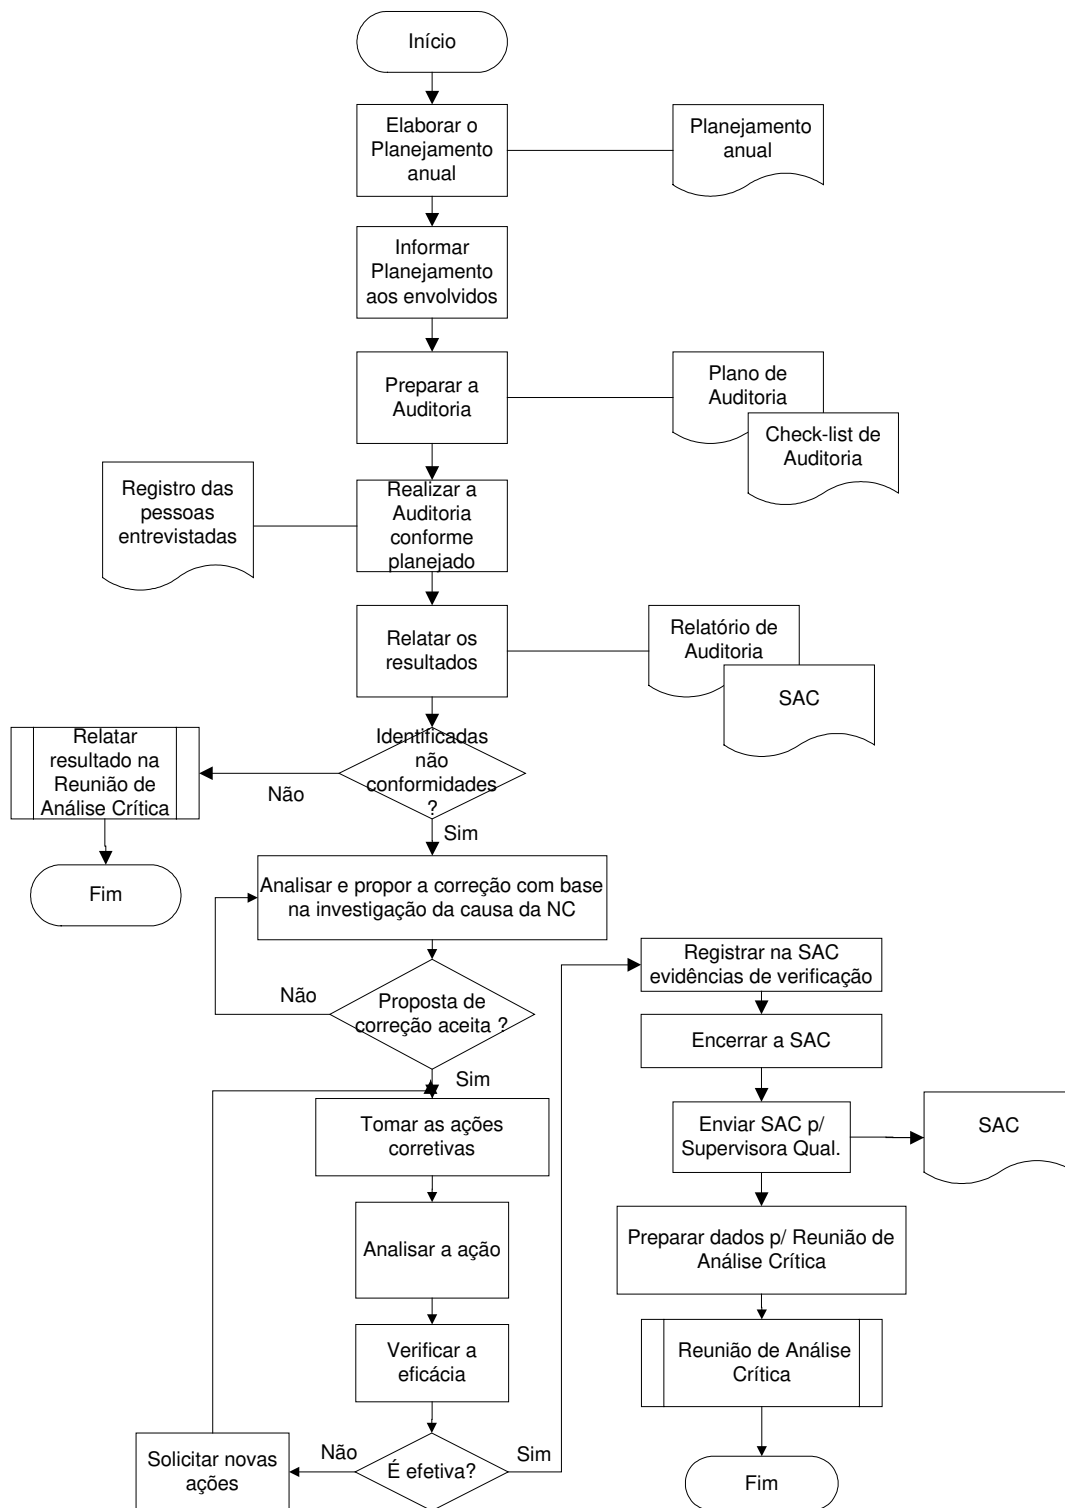 Início
Elaborar o
Planejamento
anual
Planejamento
anual
Informar
Planejamento
aos envolvidos
Preparar a
Auditoria
Plano de
Auditoria
Check-list de
Auditoria
Registro das
pessoas
entrevistadas
Realizar a
Auditoria
conforme
planejado
Relatar os
resultados
Relatório de
Auditoria
SAC
Identificadas
não
conformidades
?
Não
Sim
Relatar
resultado na
Reunião de
Análise Crítica
Fim
Analisar e propor a correção com base
na investigação da causa da NC
Proposta de
correção aceita ?
Não
Sim
Tomar as ações
corretivas
Analisar a ação
Verificar a
eficácia
É efetiva?
Não
Sim
Solicitar novas
ações
Registrar na SAC
evidências de verificação
Encerrar a SAC
Enviar SAC p/
Supervisora Qual.
SAC
Preparar dados p/ Reunião de
Análise Crítica
Reunião de Análise
Crítica
Fim